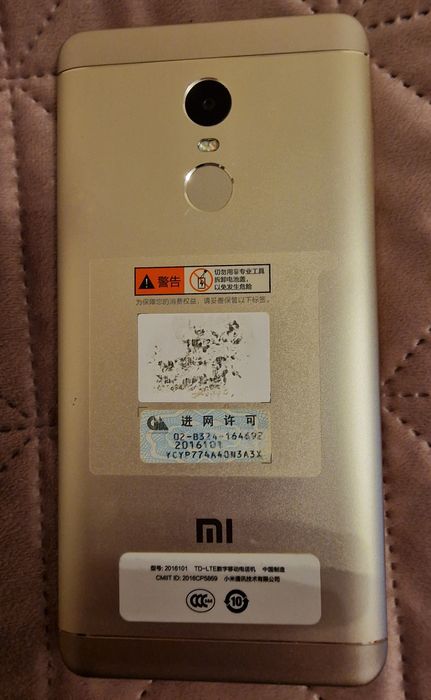 警告
切勿用非专业工具
拆卸电池盖,
以免发生危险
为保障您的消费权益,请妥善保管以下标签。
进网许可
02-B324-164692
2016101
YCYP774A40N3A3X
MI
型号: 2016101 TD-LTE数字移动电话机 中国制造
CMIIT ID: 2016CP5869 小米通讯技术有限公司
CCC
10